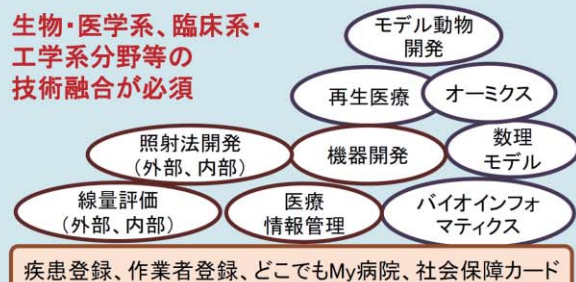 生物・医学系、臨床系・
工学系分野等の
技術融合が必須
モデル動物
開発
再生医療
オーミクス
照射法開発
(外部、内部)
機器開発
数理
モデル
線量評価
(外部、内部)
医療
情報管理
バイオインフォ
マティクス
疾患登録、作業者登録、どこでもMy病院、社会保障カード